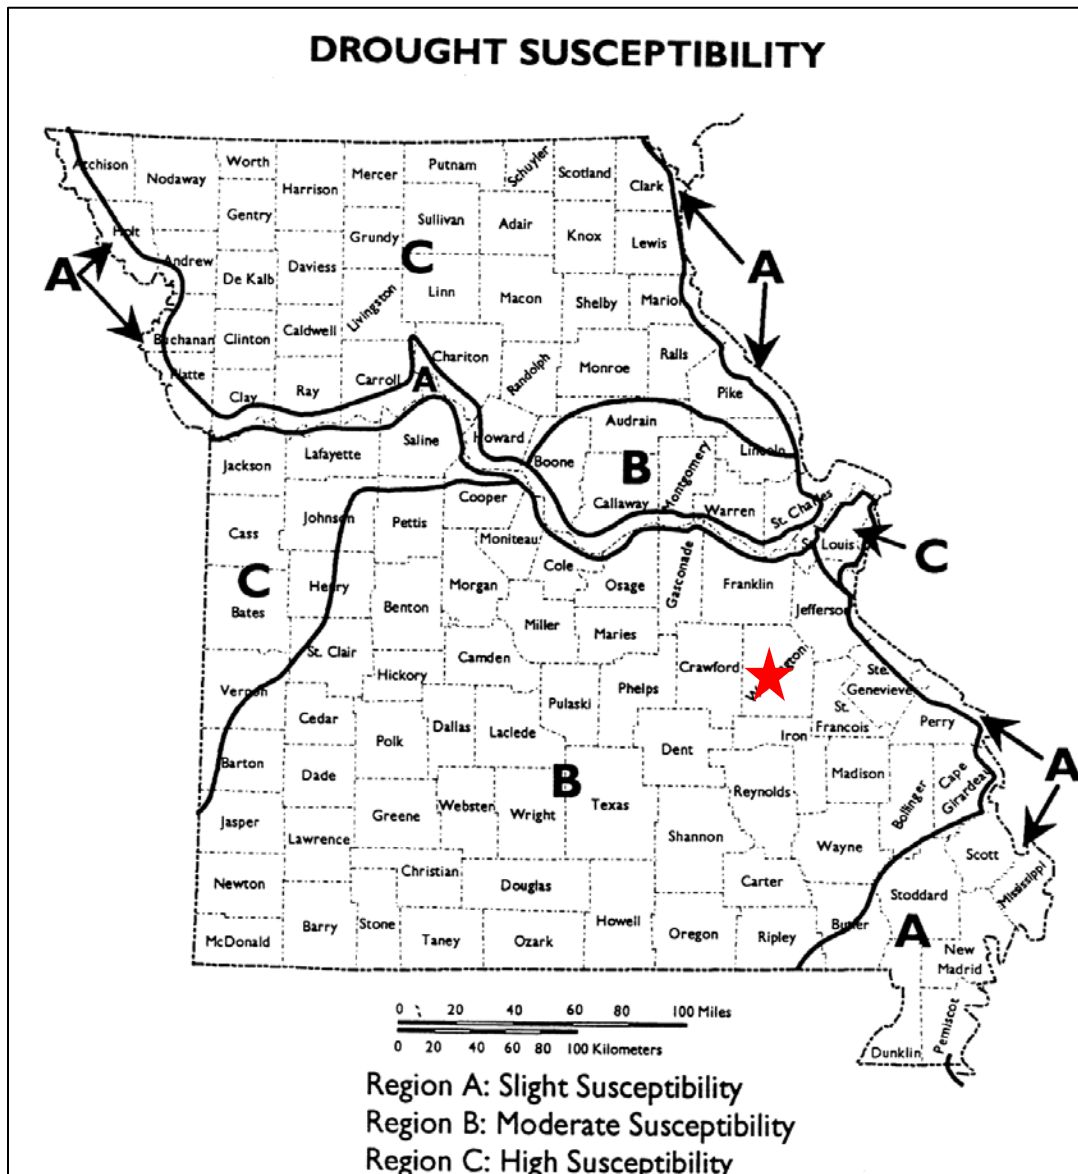 DROUGHT SUSCEPTIBILITY
Atchison
Nodaway
Worth
Harrison
Mercer
Putnam
Schuyler
Scotland
Clark
Gentry
Sullivan
Adair
Knox
Lewis
Holt
Andrew
De Kalb
Daviess
Grundy
C
A
A
Livingston
Linn
Macon
Shelby
Marion
Buchanan
Clinton
Caldwell
Chariton
Randolph
Monroe
Ralls
Platte
Clay
Ray
Carroll
A
Pike
Audrain
Howard
Saline
Boone
Lincoln
Jackson
Lafayette
B
Montgomery
Callaway
Warren
St. Charles
Cooper
Johnson
Pettis
Cass
Moniteau
Louis
C
Cole
Gasconade
Franklin
Osage
C
Henry
Morgan
Benton
Bates
Jefferson
Miller
Maries
St. Clair
Camden
Crawford
Hickory
Phelps
Pulaski
Ste.
Genevieve
Vernon
Cedar
Dallas
Laclede
St.
Francois
Perry
Iron
Polk
Dent
Barton
Dade
B
Madison
A
Webster
Wright
Texas
Reynolds
Bollinger
Cape
Girardeau
Jasper
Greene
Lawrence
Shannon
Wayne
Scott
Newton
Christian
Douglas
Carter
Stoddard
Mississippi
McDonald
Barry
Stone
Taney
Ozark
Howell
Oregon
Ripley
Butler
A
New
Madrid
Pemiscot
Dunklin
0 20 40 60 80 100 Miles
0 20 40 60 80 100 Kilometers
Region A: Slight Susceptibility
Region B: Moderate Susceptibility
Region C: High Susceptibility